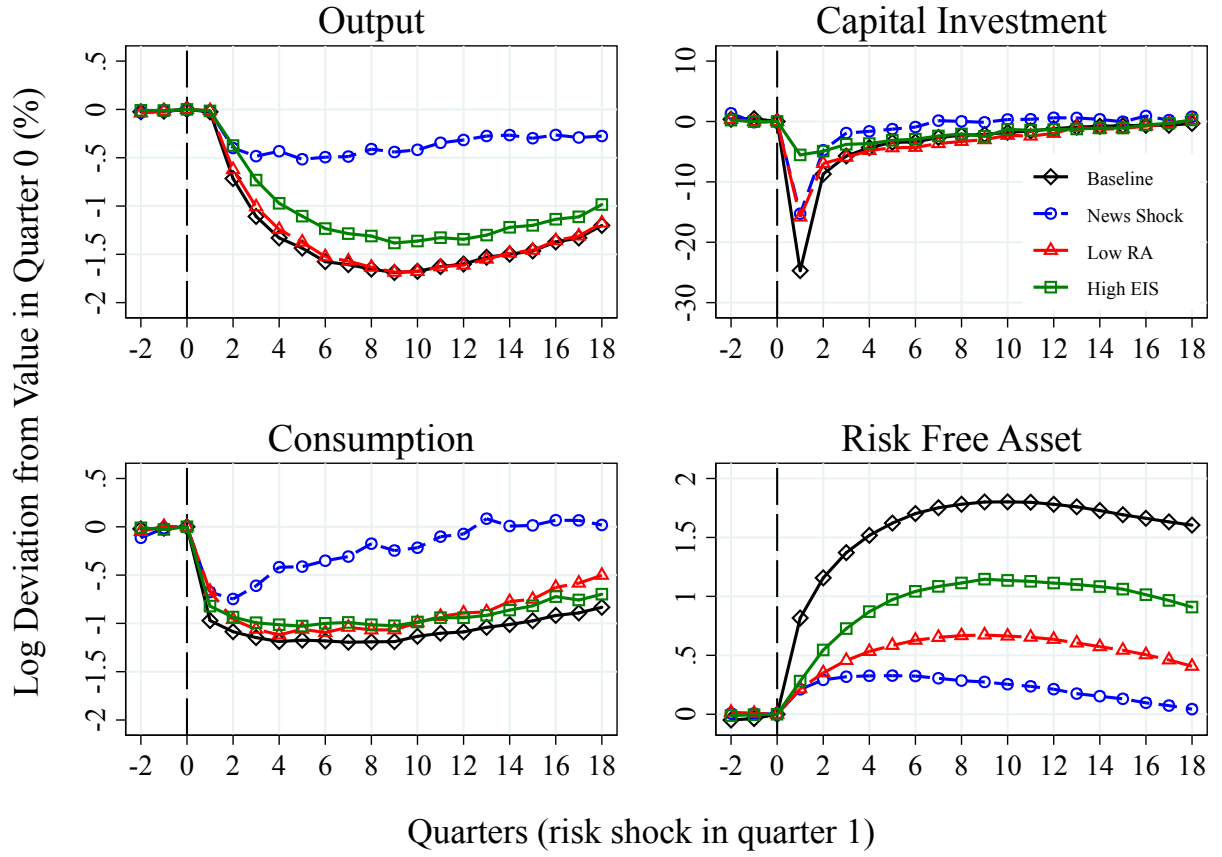 Output
.5
0
-.5
-1
-1.5
-2
-2 0 2 4 6 8 10 12 14 16 18
Capital Investment
10
0
-10
-20
-30
Baseline
News Shock
Low RA
High EIS
-2 0 2 4 6 8 10 12 14 16 18
Log Deviation from Value in Quarter 0 (%)
Consumption
.5
0
-.5
-1
-1.5
-2
-2 0 2 4 6 8 10 12 14 16 18
Risk Free Asset
2
1.5
1
.5
0
-2 0 2 4 6 8 10 12 14 16 18
Quarters (risk shock in quarter 1)